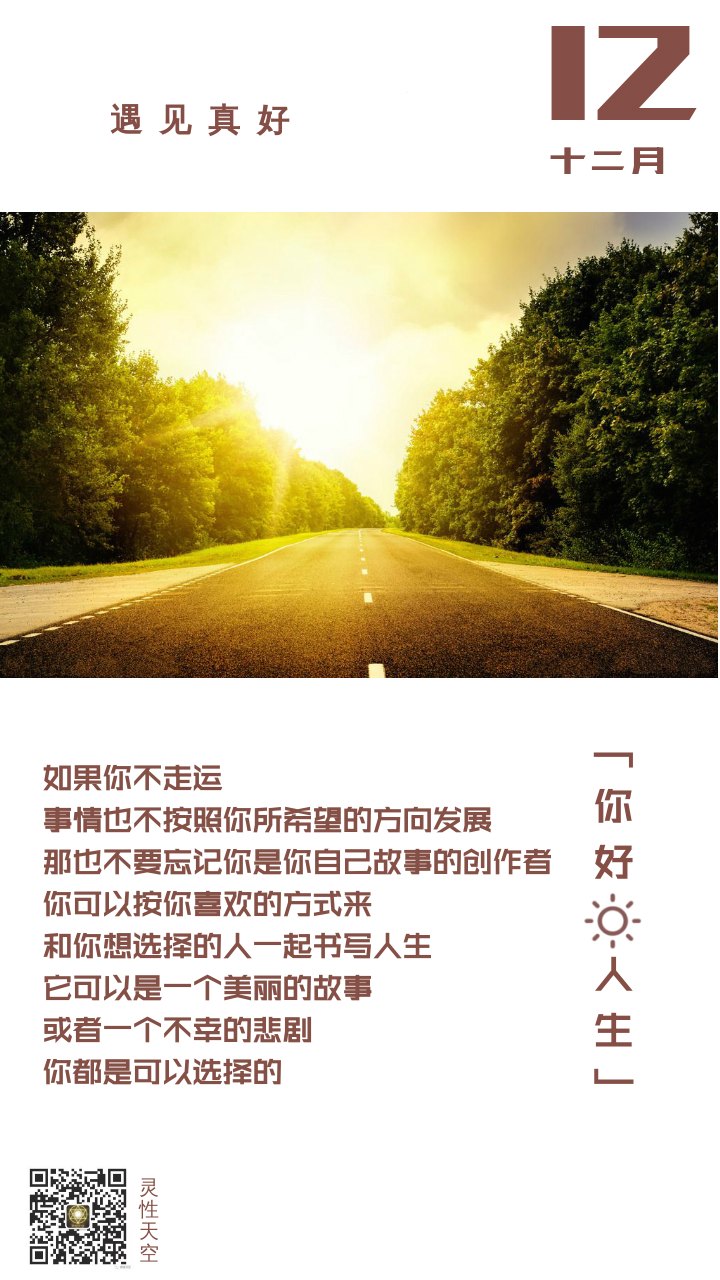 12
十二月
遇见真好
如果你不走运
事情也不按照你所希望的方向发展
那也不要忘记你是你自己故事的创作者
你可以按你喜欢的方式来
和你想选择的人一起书写人生
它可以是一个美丽的故事
或者一个不幸的悲剧
你都是可以选择的
「你好人生」
灵性天空